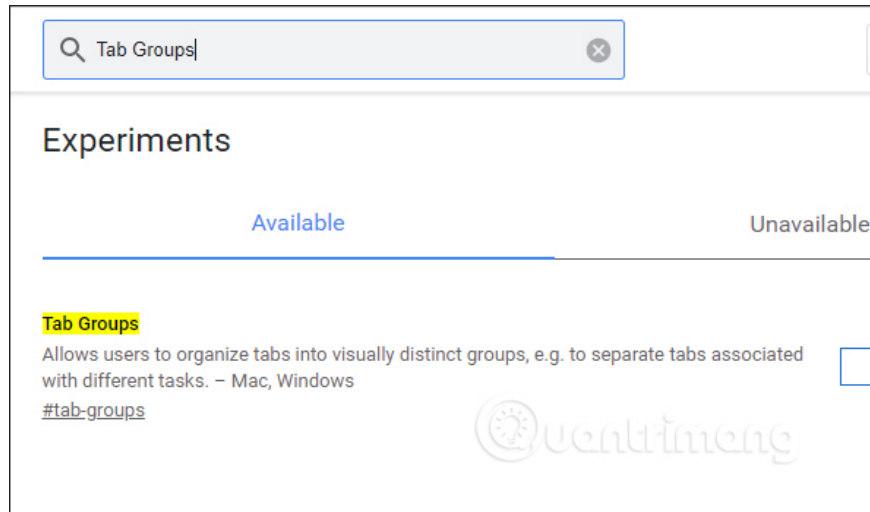 Tab Groups
Experiments
Available
Unavailable
Tab Groups
Allows users to organize tabs into visually distinct groups, e.g. to separate tabs associated
with different tasks. – Mac, Windows
#tab-groups
Quantrimang